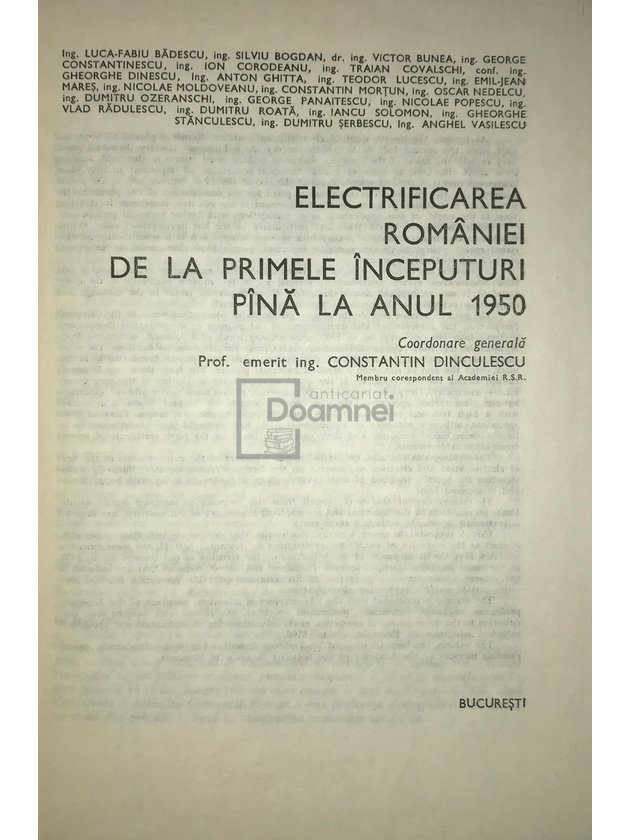 Ing. LUCA-FABIU BĂDESCU, ing. SILVIU BOGDAN, dr. ing. VICTOR BUNEA, ing. GEORGE
CONSTANTINESCU, ing. ION CORODEANU, ing. TRAIAN COVALSCHI, conf. ing.
GHEORGHE DINESCU, Ing. ANTON GHITTA, ing. TEODOR LUCESCU, ing. EMIL-JEAN
MAREȘ, ing. NICOLAE MOLDOVEANU, ing. CONSTANTIN MORȚUN, ing. OSCAR NEDELCU,
ing. DUMITRU OZERANSCHI, ing. GEORGE PANAITESCU, ing. NICOLAE POPESCU, ing.
VLAD RĂDULESCU, ing. DUMITRU ROATĂ, ing. IANCU SOLOMON, ing. GHEORGHE
STĂNCULESCU, ing. DUMITRU ȘERBESCU, Ing. ANGHEL VASILESCU
ELECTRIFICAREA
ROMÂNIEI
DE LA PRIMELE ÎNCEPUTURI
PÎNĂ LA ANUL 1950
Coordonare generală
Prof. emerit ing. CONSTANTIN DINCULESCU
Membru corespondent al Academiei R.S.R.
anticariat
Doamnei
BUCUREȘTI